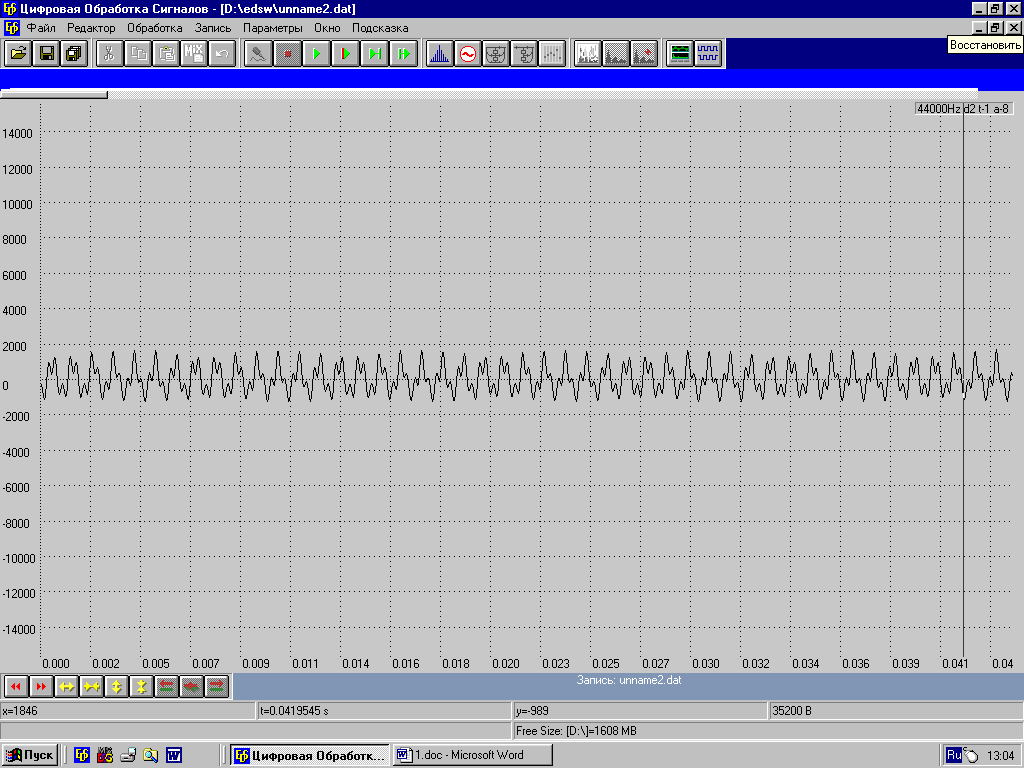 Цифровая Обработка Сигналов - [D:\edsw\unname2.dat]
Файл Редактор Обработка Запись Параметры Окно Подсказка
MiX
Восстановить
44000Hz d2 t-1 a-8
14000
12000
10000
8000
6000
4000
2000
0
-2000
-4000
-6000
-8000
-10000
-12000
-14000
0.000 0.002 0.005 0.007 0.009 0.011 0.014 0.016 0.018 0.020 0.023 0.025 0.027 0.030 0.032 0.034 0.036 0.039 0.041 0.04
Запись: unname2.dat
x=1846 t=0.0419545 s y=-989 35200 B
Free Size: [D:\]=1608 MB
Пуск Цифровая Обработк... 1.doc - Microsoft Word Ru 13:04